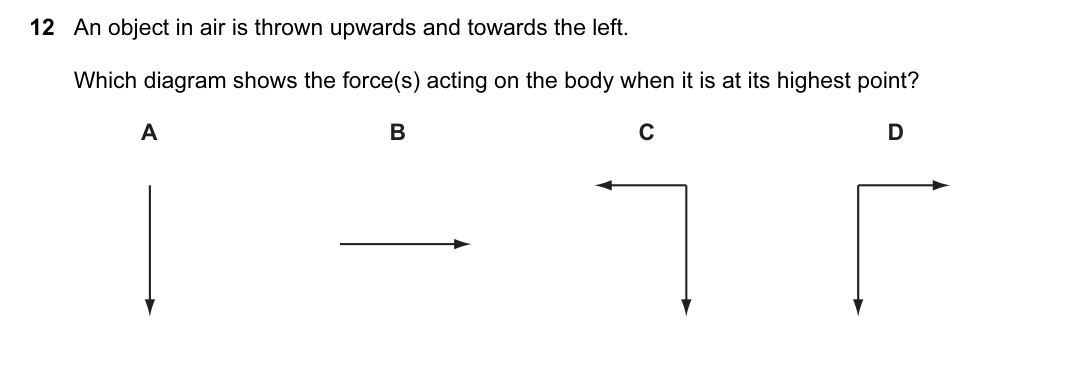 12 An object in air is thrown upwards and towards the left.
Which diagram shows the force(s) acting on the body when it is at its highest point?
A B C D